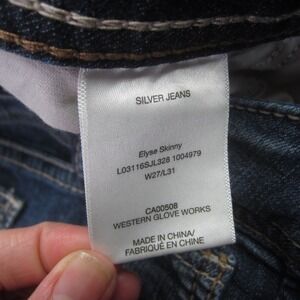 SILVER JEANS
Elyse Skinny
L03116SJL328 1004979
W27/L31
CA00508
WESTERN GLOVE WORKS
MADE IN CHINA/
FABRIQUÉ EN CHINE